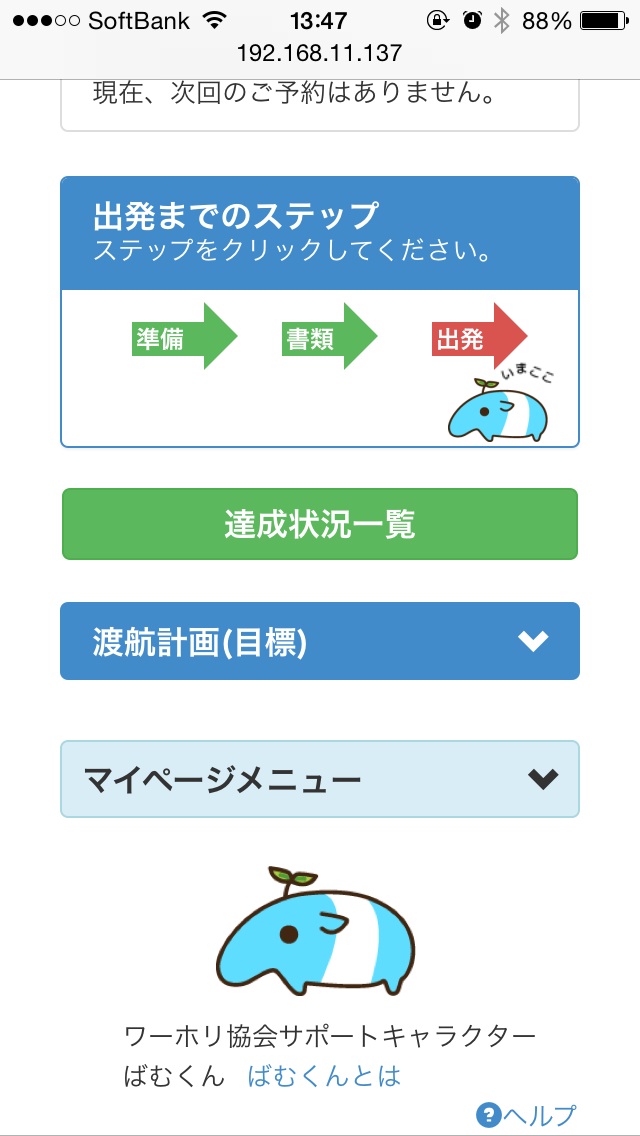 SoftBank 13:47 88%
192.168.11.137
現在、次回のご予約はありません。
出発までのステップ
ステップをクリックしてください。
準備 書類 出発
いまここ
達成状況一覧
渡航計画(目標)
マイページメニュー
ワーホリ協会サポートキャラクター
ばむくん ばむくんとは
?ヘルプ